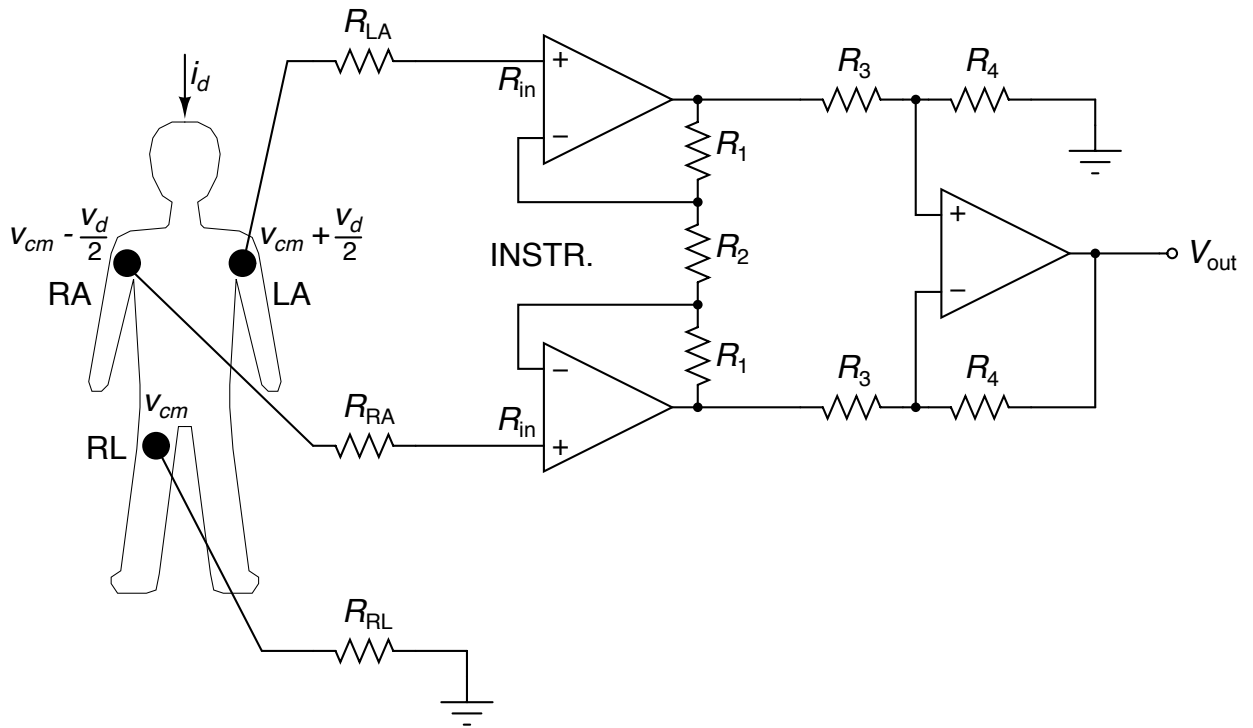 R_LA
i_d
R_in
+
−
R_1
R_3
R_4
v_cm - v_d/2
v_cm + v_d/2
RA
LA
INSTR.
R_2
+
−
V_out
R_1
−
+
R_in
R_3
R_4
v_cm
RL
R_RA
R_RL